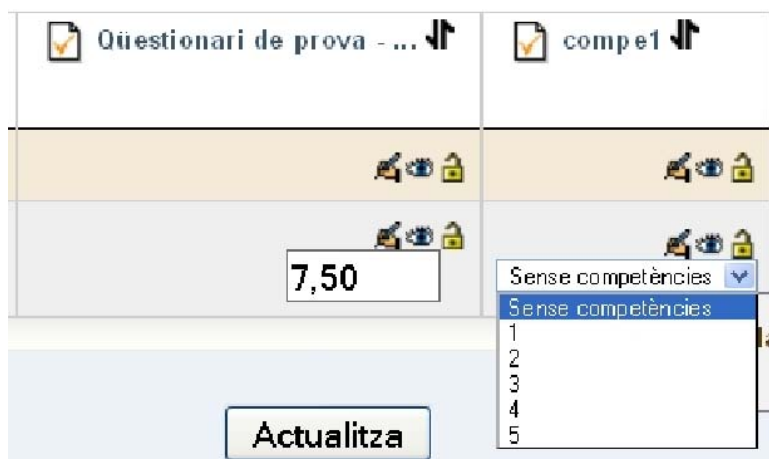 Qüestionari de prova - ...
compe1
7,50
Sense competències
Sense competències
1
2
3
4
5
Actualitza